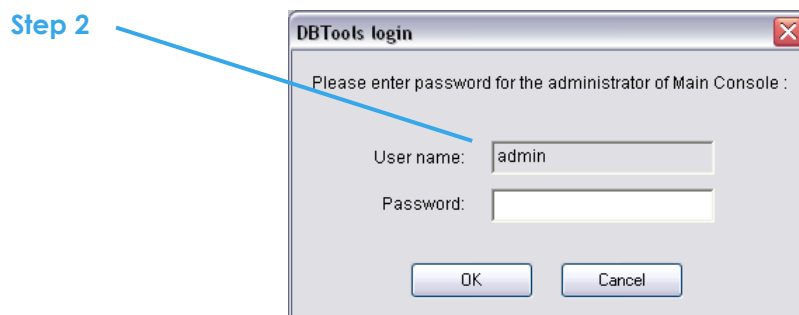 Step 2
DBTools login
Please enter password for the administrator of Main Console :
User name: admin
Password:
OK Cancel